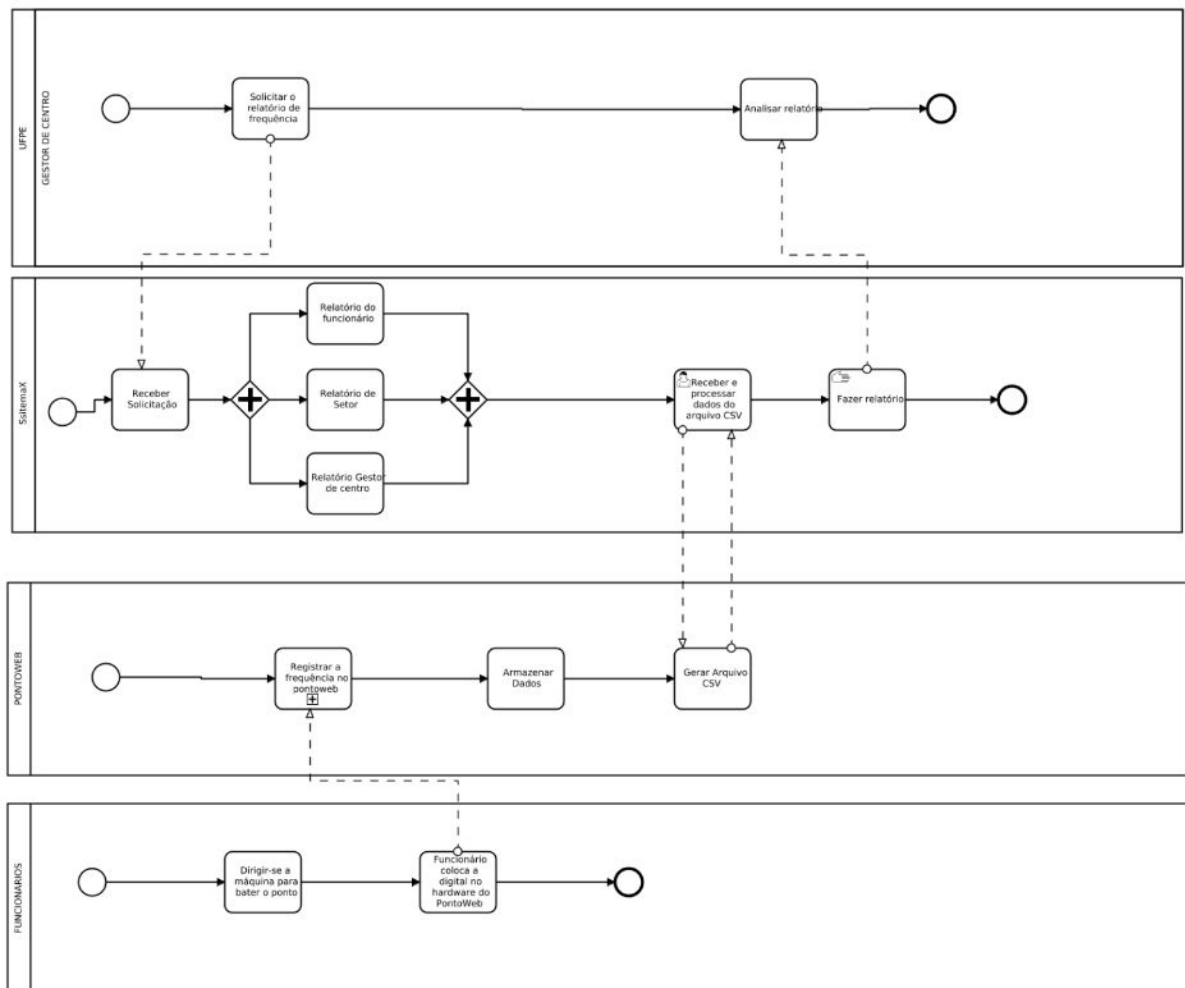 UFPE
GESTOR DE CENTRO
Solicitar o
relatório de
frequência
Analisar relatório
SsitemaX
Receber
Solicitação
Relatório do
funcionário
Relatório de
Setor
Relatório Gestor
de centro
Receber e
processar
dados do
arquivo CSV
Fazer relatório
PONTOWEB
Registrar a
frequência no
pontoweb
Armazenar
Dados
Gerar Arquivo
CSV
FUNCIONARIOS
Dirigir-se a
máquina para
bater o ponto
Funcionário
coloca a
digital no
hardware do
PontoWeb